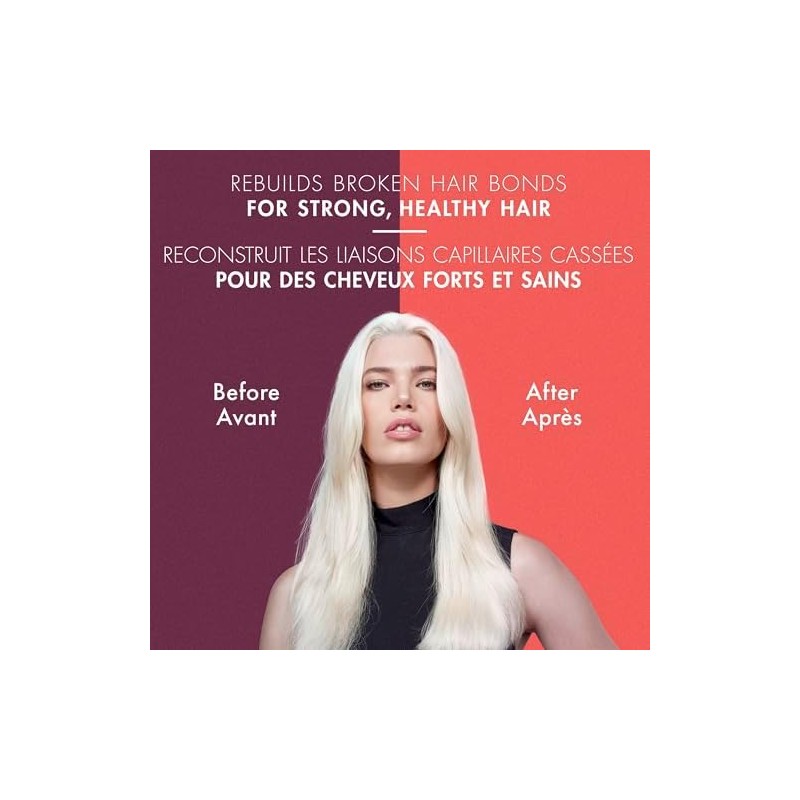 REBUILDS BROKEN HAIR BONDS
FOR STRONG, HEALTHY HAIR
RECONSTRUIT LES LIAISONS CAPILLAIRES CASSÉES
POUR DES CHEVEUX FORTS ET SAINS
Before
Avant
After
Après